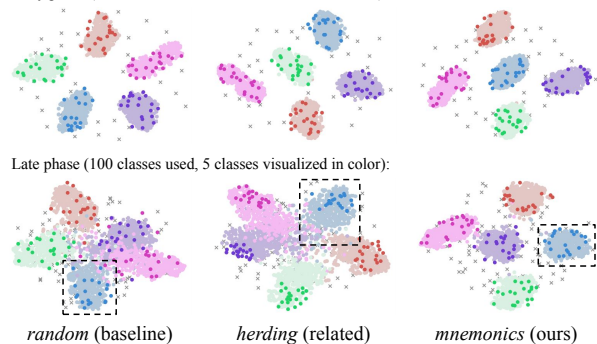 Late phase (100 classes used, 5 classes visualized in color):
random (baseline) herding (related) mnemonics (ours)